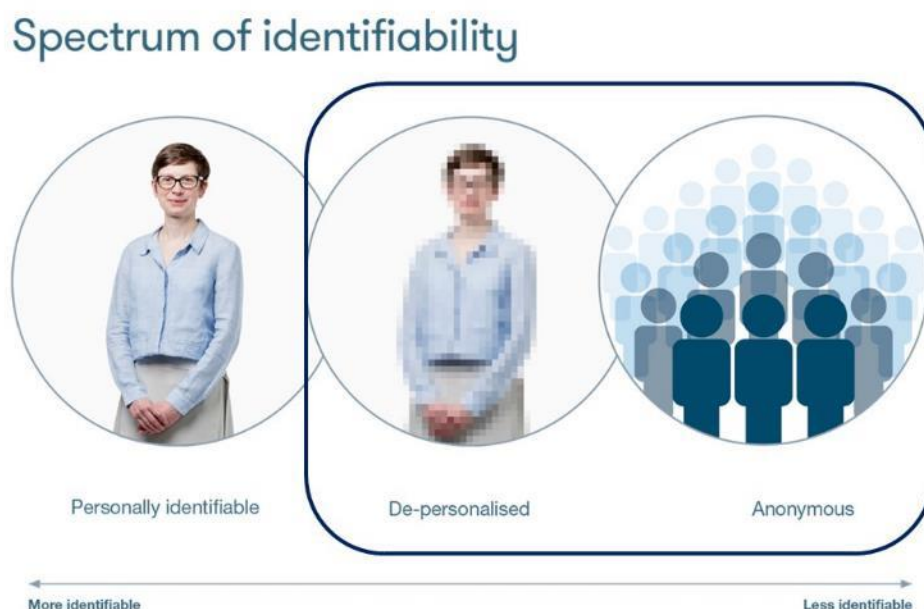 Spectrum of identifiability
Personally identifiable
De-personalised
Anonymous
More identifiable
Less identifiable